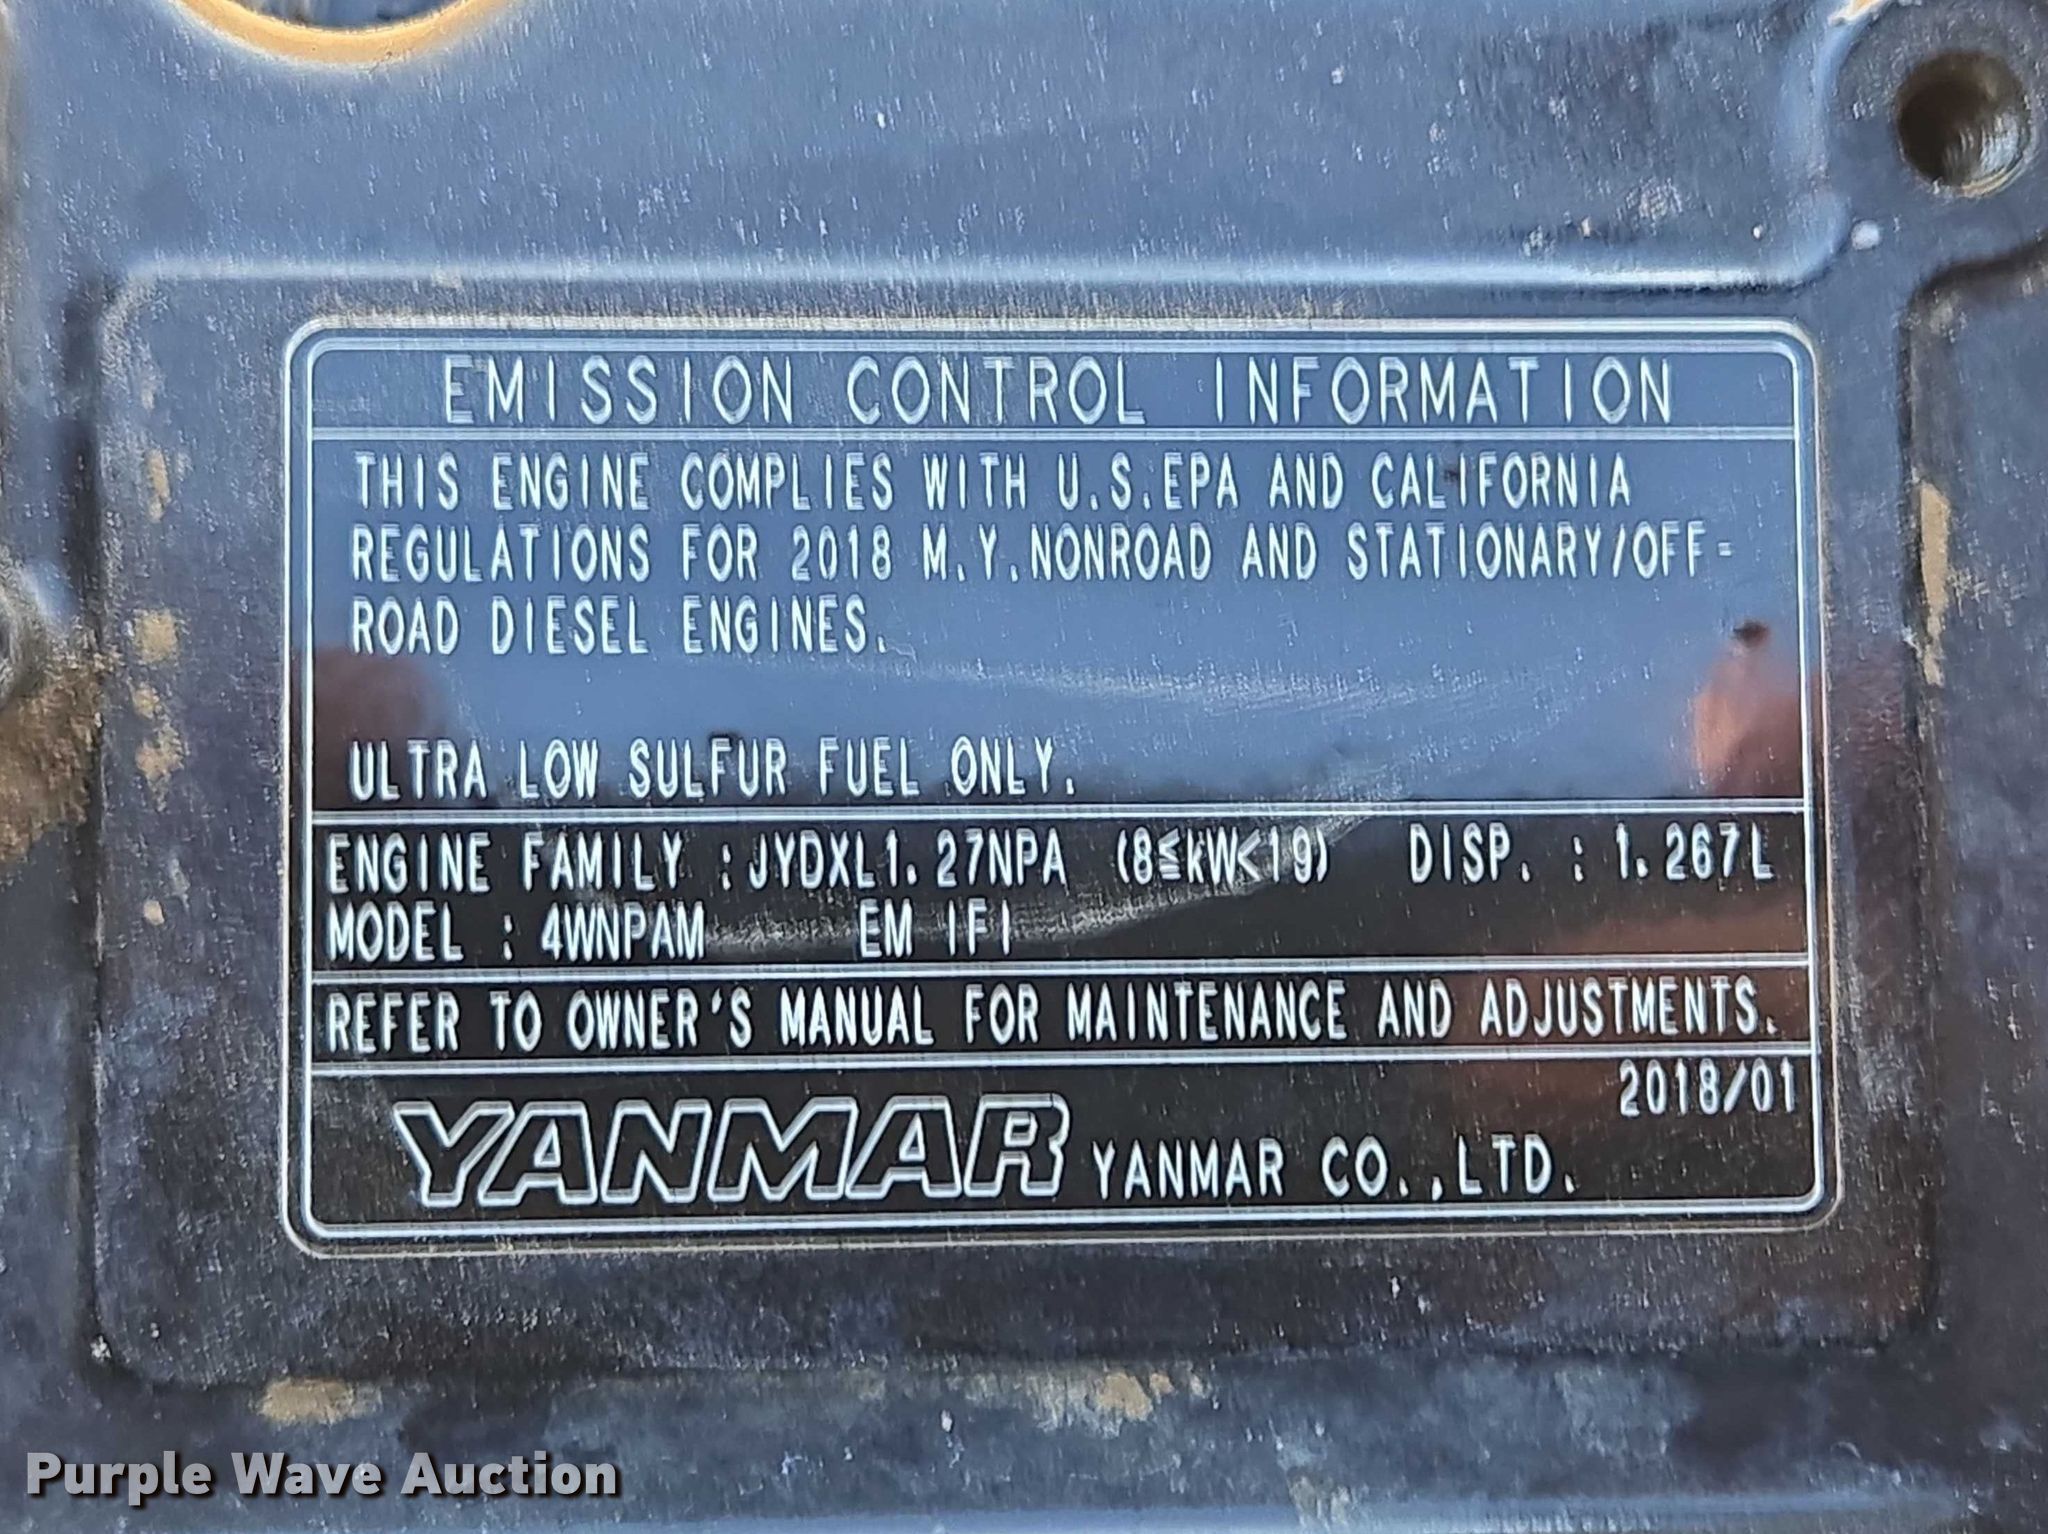 EMISSION CONTROL INFORMATION
THIS ENGINE COMPLIES WITH U.S.EPA AND CALIFORNIA
REGULATIONS FOR 2018 M.Y.NONROAD AND STATIONARY/OFF-
ROAD DIESEL ENGINES.
ULTRA LOW SULFUR FUEL ONLY.
ENGINE FAMILY :JYDXL1.27NPA (8≦kW<19) DISP. : 1.267L
MODEL : 4WNPAM EM IFI
REFER TO OWNER'S MANUAL FOR MAINTENANCE AND ADJUSTMENTS.
2018/01
YANMAR YANMAR CO.,LTD.
Purple Wave Auction